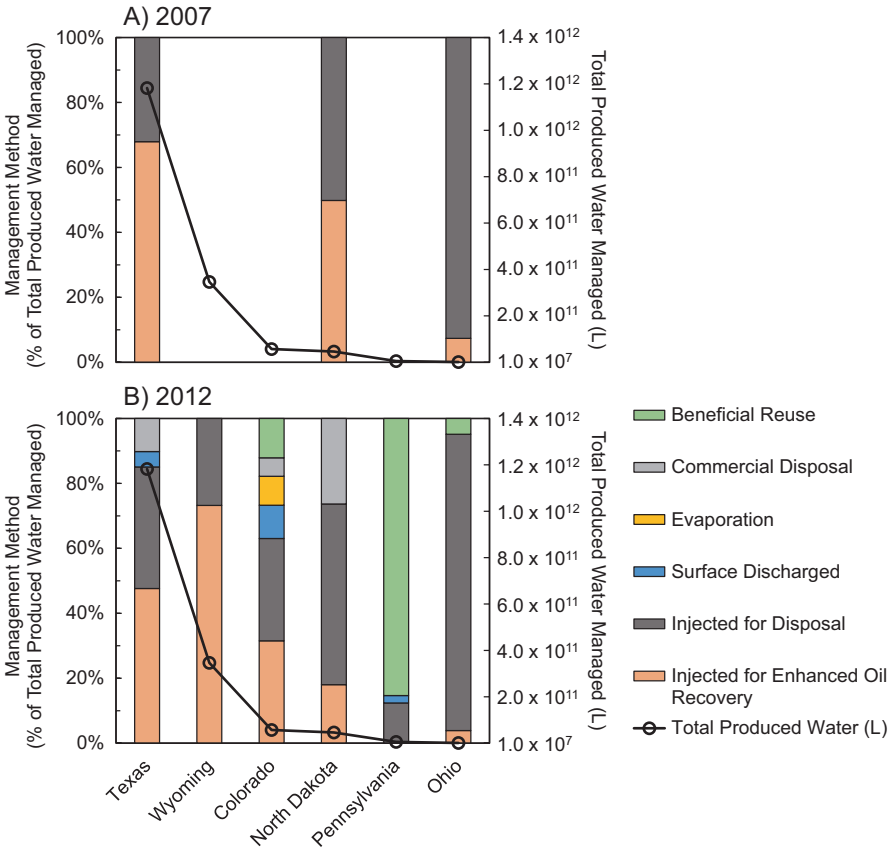 A) 2007
Management Method
(% of Total Produced Water Managed)
100%
80%
60%
40%
20%
0%
1.4 x 10¹²
1.2 x 10¹²
1.0 x 10¹²
8.0 x 10¹¹
6.0 x 10¹¹
4.0 x 10¹¹
2.0 x 10¹¹
1.0 x 10⁷
Total Produced Water Managed (L)
B) 2012
Management Method
(% of Total Produced Water Managed)
100%
80%
60%
40%
20%
0%
1.4 x 10¹²
1.2 x 10¹²
1.0 x 10¹²
8.0 x 10¹¹
6.0 x 10¹¹
4.0 x 10¹¹
2.0 x 10¹¹
1.0 x 10⁷
Total Produced Water Managed (L)
Texas
Wyoming
Colorado
North Dakota
Pennsylvania
Ohio
Beneficial Reuse
Commercial Disposal
Evaporation
Surface Discharged
Injected for Disposal
Injected for Enhanced Oil
Recovery
Total Produced Water (L)